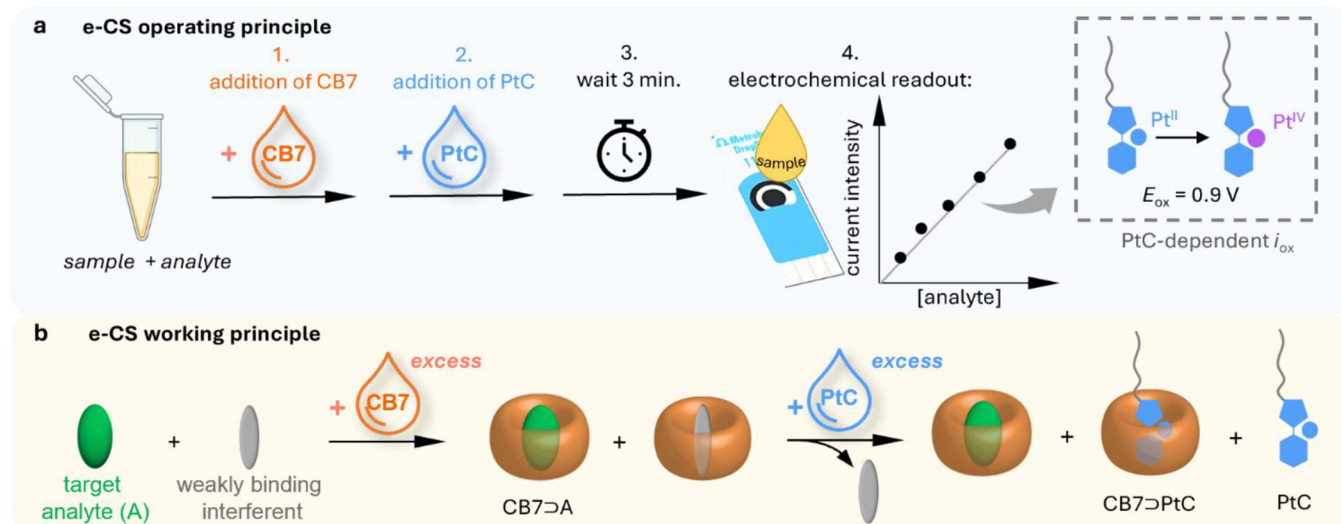 a e-CS operating principle
1.
addition of CB7
+ CB7
2.
addition of PtC
+ PtC
3.
wait 3 min.
4.
electrochemical readout:
sample
current intensity
[analyte]
Pt^II
Pt^IV
E_ox = 0.9 V
PtC-dependent i_ox
sample + analyte
b e-CS working principle
target
analyte (A)
+
weakly binding
interferent
+ CB7
excess
CB7⊃A
+
+ PtC
excess
+
CB7⊃PtC
+
PtC